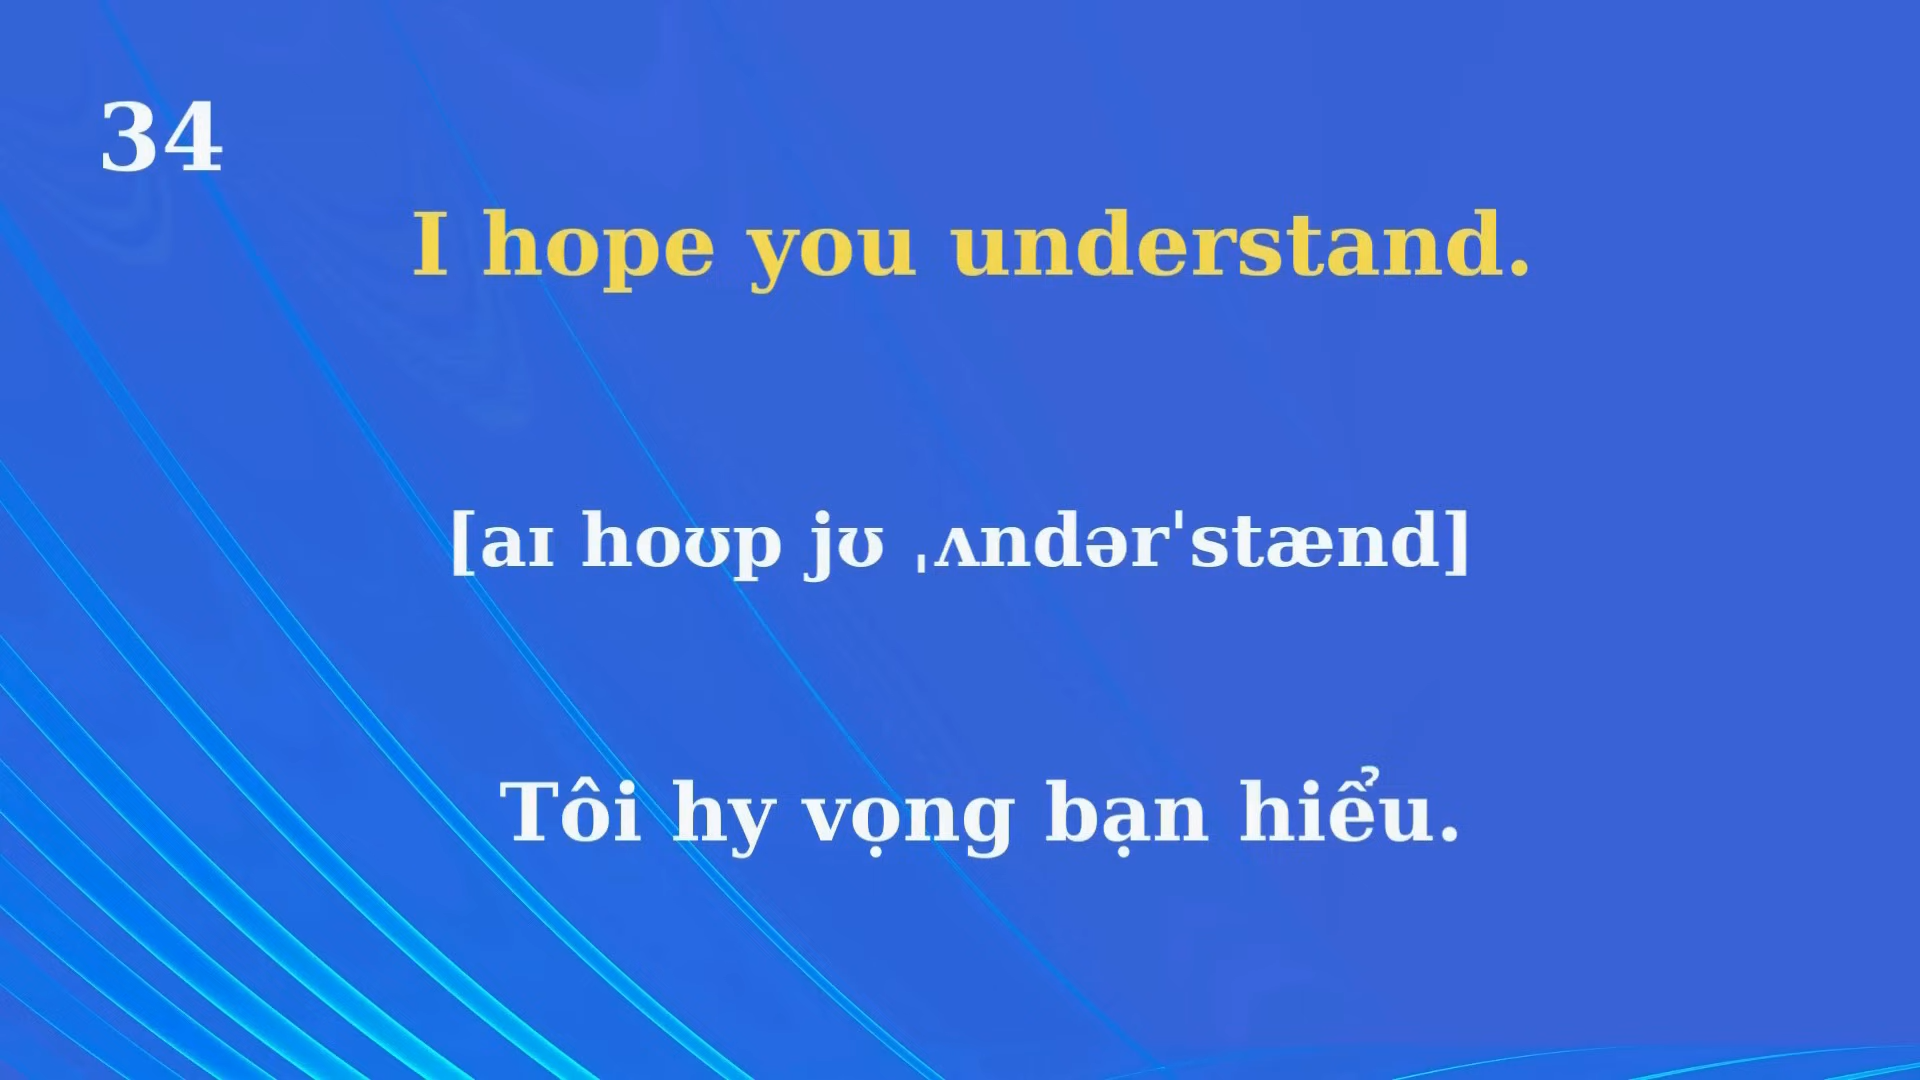 34
I hope you understand.
[aɪ hoʊp jʊ ˌʌndərˈstænd]
Tôi hy vọng bạn hiểu.